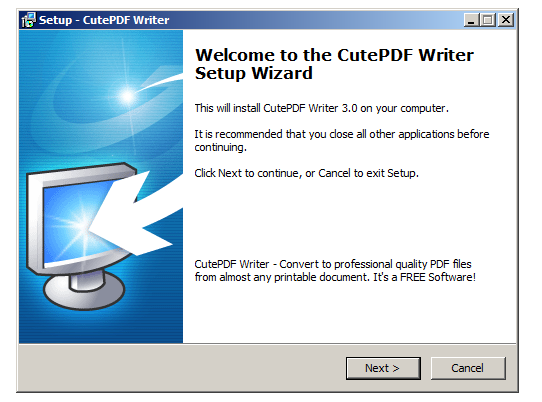 Setup - CutePDF Writer
Welcome to the CutePDF Writer
Setup Wizard
This will install CutePDF Writer 3.0 on your computer.
It is recommended that you close all other applications before
continuing.
Click Next to continue, or Cancel to exit Setup.
CutePDF Writer - Convert to professional quality PDF files
from almost any printable document. It's a FREE Software!
Next >
Cancel